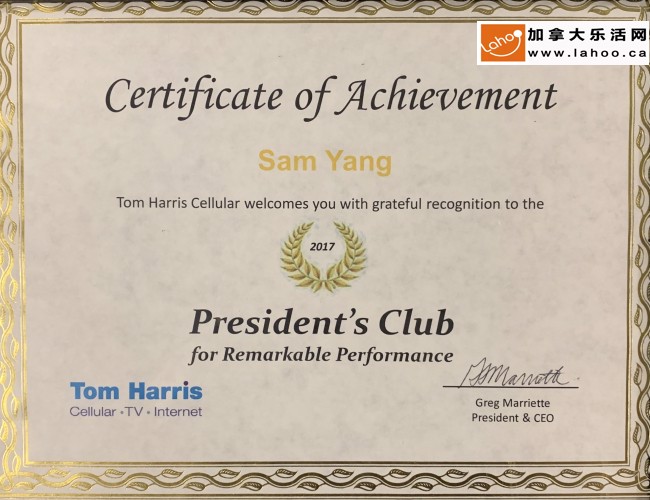 Lahoo
加拿大乐活网
www.lahoo.ca
Certificate of Achievement
Sam Yang
Tom Harris Cellular welcomes you with grateful recognition to the
2017
President's Club
for Remarkable Performance
Tom Harris
Cellular • TV • Internet
GMarriette
Greg Marriette
President & CEO